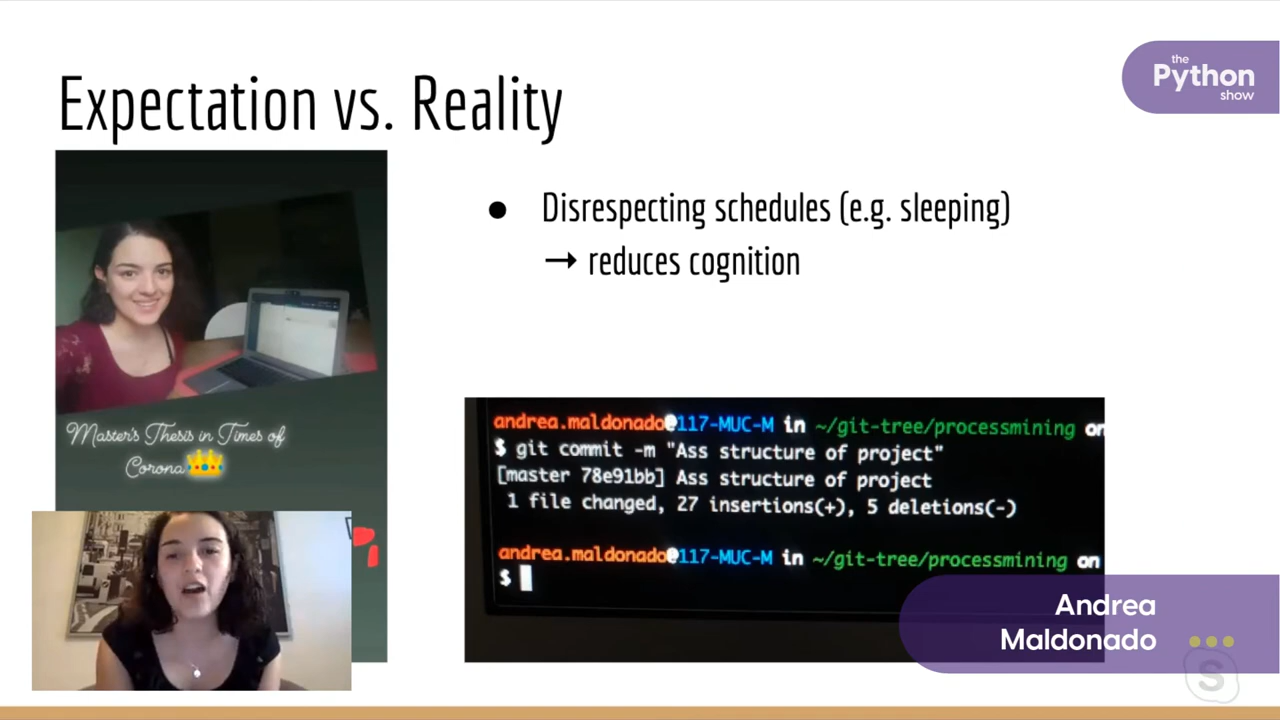 Expectation vs. Reality
the
Python
show
● Disrespecting schedules (e.g. sleeping)
→ reduces cognition
Master's Thesis in Times of
Corona👑
andrea.maldonado@117-MUC-M in ~/git-tree/processmining on
$ git commit -m "Ass structure of project"
[master 78e91bb] Ass structure of project
1 file changed, 27 insertions(+), 5 deletions(-)
andrea.maldonado@117-MUC-M in ~/git-tree/processmining on
$
Andrea
Maldonado
S